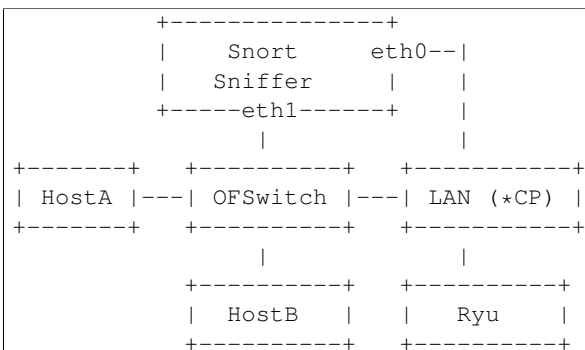 +---------------+
|    Snort    eth0--|
|   Sniffer     |   |
+-----eth1------+   |
|             |
+-------+   +----------+   +-----------+
| HostA |---| OFSwitch |---| LAN (*CP) |
+-------+   +----------+   +-----------+
|             |
+----------+   +----------+
|  HostB   |   |   Ryu    |
+----------+   +----------+